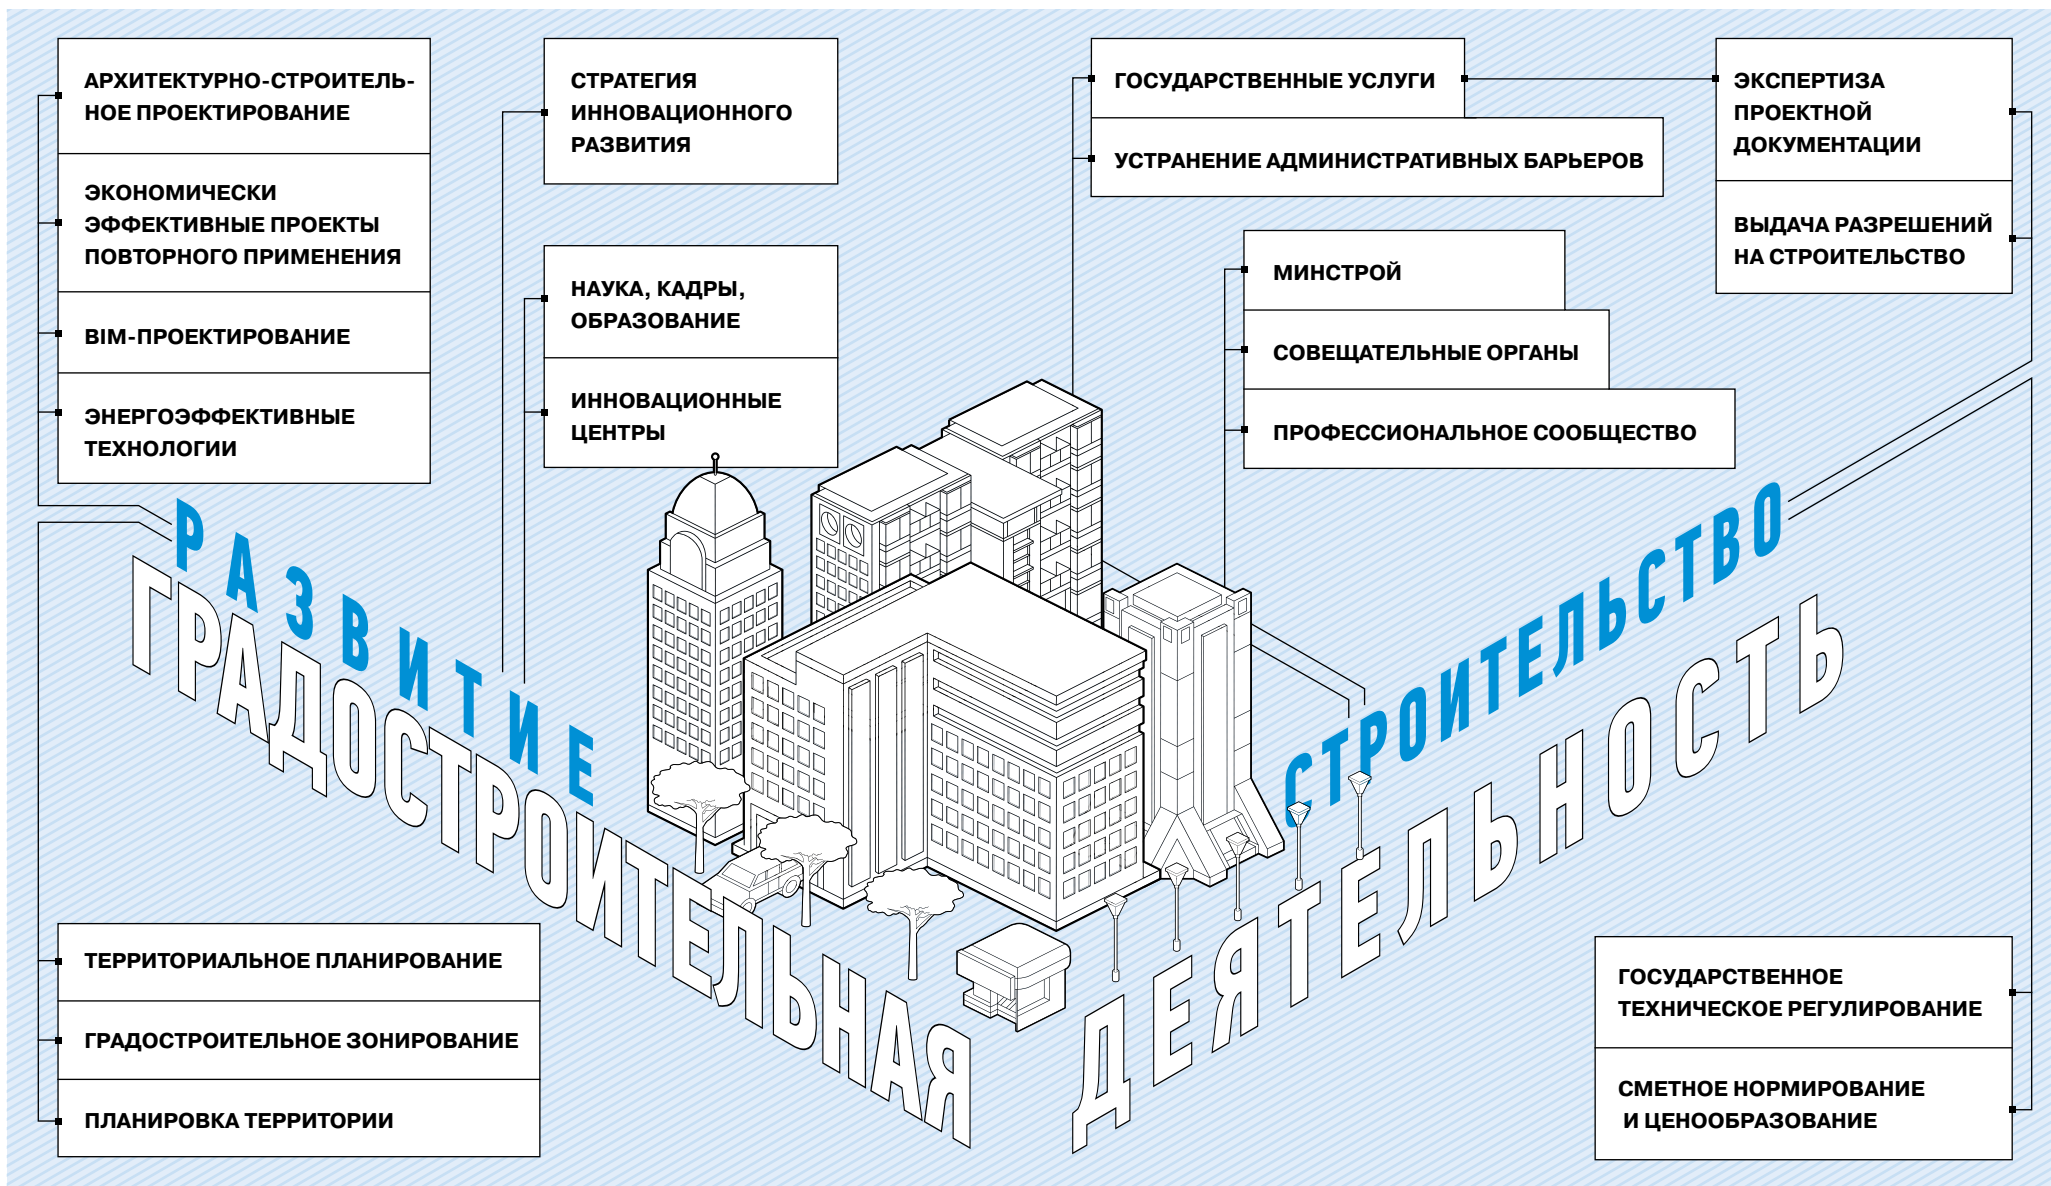 АРХИТЕКТУРНО-СТРОИТЕЛЬ-
НОЕ ПРОЕКТИРОВАНИЕ
ЭКОНОМИЧЕСКИ
ЭФФЕКТИВНЫЕ ПРОЕКТЫ
ПОВТОРНОГО ПРИМЕНЕНИЯ
BIM-ПРОЕКТИРОВАНИЕ
ЭНЕРГОЭФФЕКТИВНЫЕ
ТЕХНОЛОГИИ
СТРАТЕГИЯ
ИННОВАЦИОННОГО
РАЗВИТИЯ
НАУКА, КАДРЫ,
ОБРАЗОВАНИЕ
ИННОВАЦИОННЫЕ
ЦЕНТРЫ
ГОСУДАРСТВЕННЫЕ УСЛУГИ
УСТРАНЕНИЕ АДМИНИСТРАТИВНЫХ БАРЬЕРОВ
МИНСТРОЙ
СОВЕЩАТЕЛЬНЫЕ ОРГАНЫ
ПРОФЕССИОНАЛЬНОЕ СООБЩЕСТВО
ЭКСПЕРТИЗА
ПРОЕКТНОЙ
ДОКУМЕНТАЦИИ
ВЫДАЧА РАЗРЕШЕНИЙ
НА СТРОИТЕЛЬСТВО
РАЗВИТИЕ
СТРОИТЕЛЬСТВО
ГРАДОСТРОИТЕЛЬНАЯ ДЕЯТЕЛЬНОСТЬ
ТЕРРИТОРИАЛЬНОЕ ПЛАНИРОВАНИЕ
ГРАДОСТРОИТЕЛЬНОЕ ЗОНИРОВАНИЕ
ПЛАНИРОВКА ТЕРРИТОРИИ
ГОСУДАРСТВЕННОЕ
ТЕХНИЧЕСКОЕ РЕГУЛИРОВАНИЕ
СМЕТНОЕ НОРМИРОВАНИЕ
И ЦЕНООБРАЗОВАНИЕ